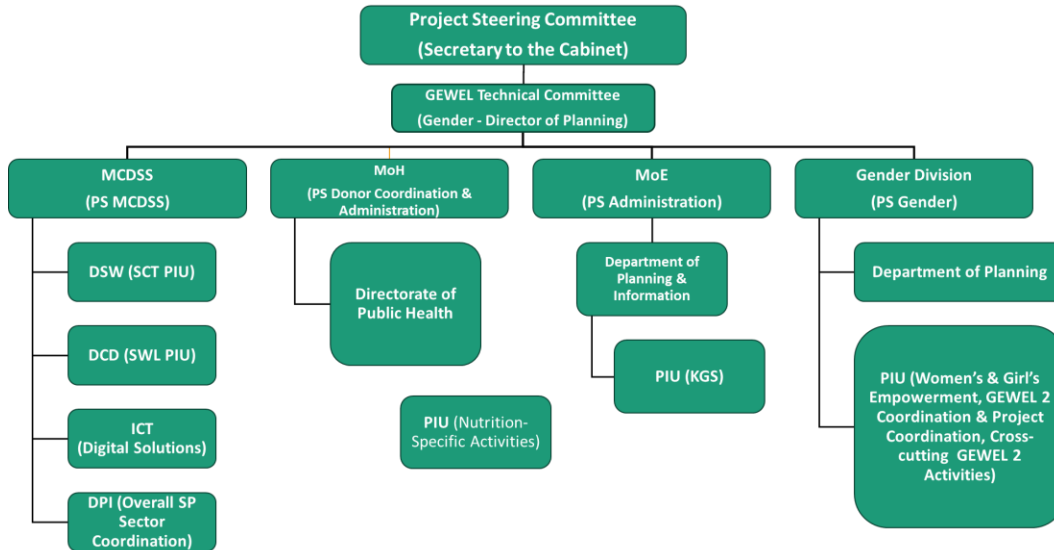 Project Steering Committee
(Secretary to the Cabinet)
GEWEL Technical Committee
(Gender - Director of Planning)
MCDSS
(PS MCDSS)
DSW (SCT PIU)
DCD (SWL PIU)
ICT
(Digital Solutions)
DPI (Overall SP
Sector
Coordination)
MoH
(PS Donor Coordination &
Administration)
Directorate of
Public Health
PIU (Nutrition-
Specific Activities)
MoE
(PS Administration)
Department of
Planning &
Information
PIU (KGS)
Gender Division
(PS Gender)
Department of Planning
PIU (Women’s & Girl’s
Empowerment, GEWEL 2
Coordination & Project
Coordination, Cross-
cutting GEWEL 2
Activities)